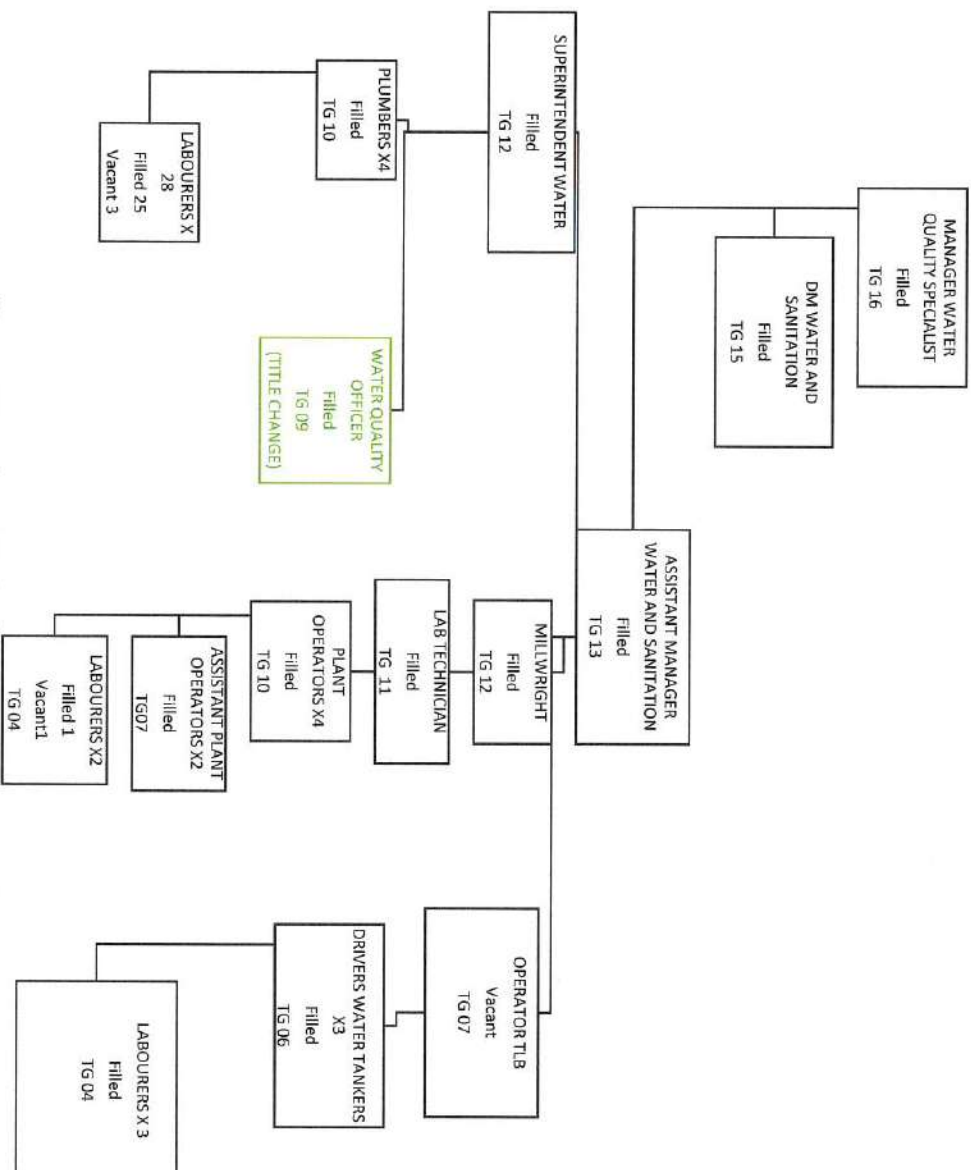 MANAGER WATER
QUALITY SPECIALIST
Filled
TG 16
DM WATER AND
SANITATION
Filled
TG 15
ASSISTANT MANAGER
WATER AND SANITATION
Filled
TG 13
SUPERINTENDENT WATER
Filled
TG 12
MILLWRIGHT
Filled
TG 12
OPERATOR TLB
Vacant
TG 07
PLUMBERS X4
Filled
TG 10
WATER QUALITY
OFFICER
Filled
TG 09
(TITLE CHANGE)
LAB TECHNICIAN
Filled
TG 11
DRIVERS WATER TANKERS
X3
Filled
TG 06
LABOURERS X
28
Filled 25
Vacant 3
PLANT
OPERATORS X4
Filled
TG 10
ASSISTANT PLANT
OPERATORS X2
Filled
TG07
LABOURERS X2
Filled 1
Vacant1
TG 04
LABOURERS X 3
Filled
TG 04